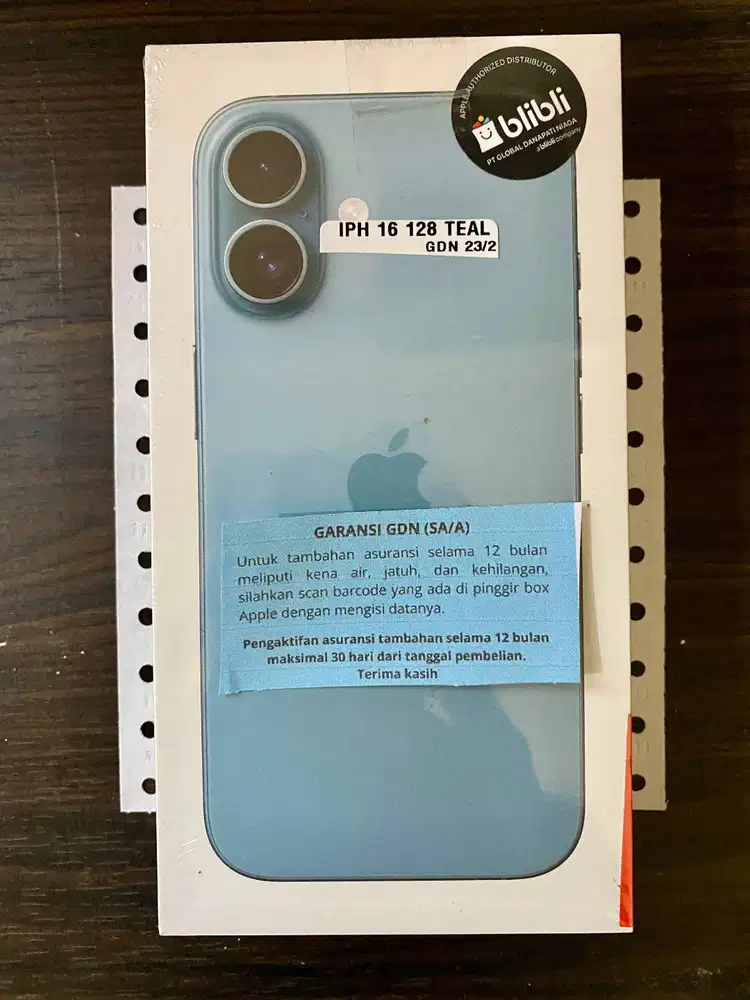 APPLE AUTHORIZED DISTRIBUTOR
blibli
PT GLOBAL DANAPATI NIAGA
a blibli company
IPH 16 128 TEAL
GDN 23/2
GARANSI GDN (SA/A)
Untuk tambahan asuransi selama 12 bulan
meliputi kena air, jatuh, dan kehilangan,
silahkan scan barcode yang ada di pinggir box
Apple dengan mengisi datanya.
Pengaktifan asuransi tambahan selama 12 bulan
maksimal 30 hari dari tanggal pembelian.
Terima kasih